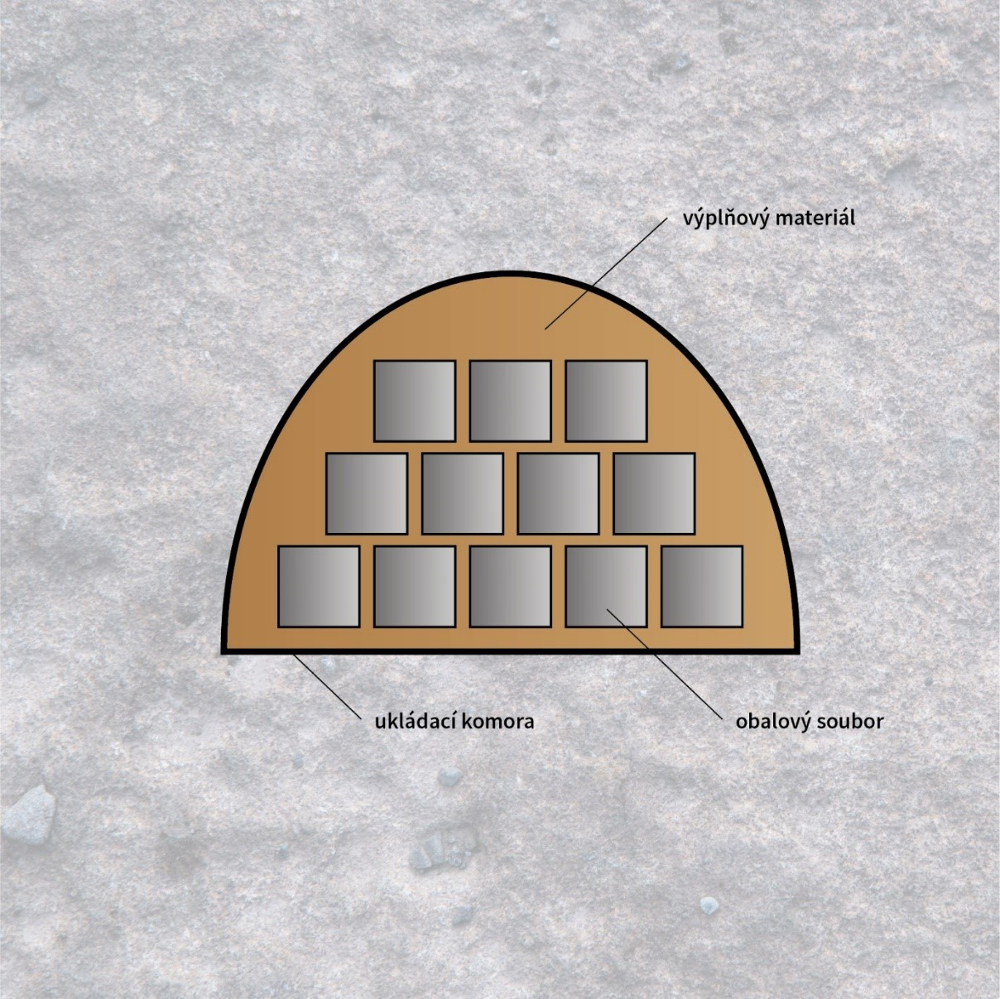 výplňový materiál
ukládací komora
obalový soubor